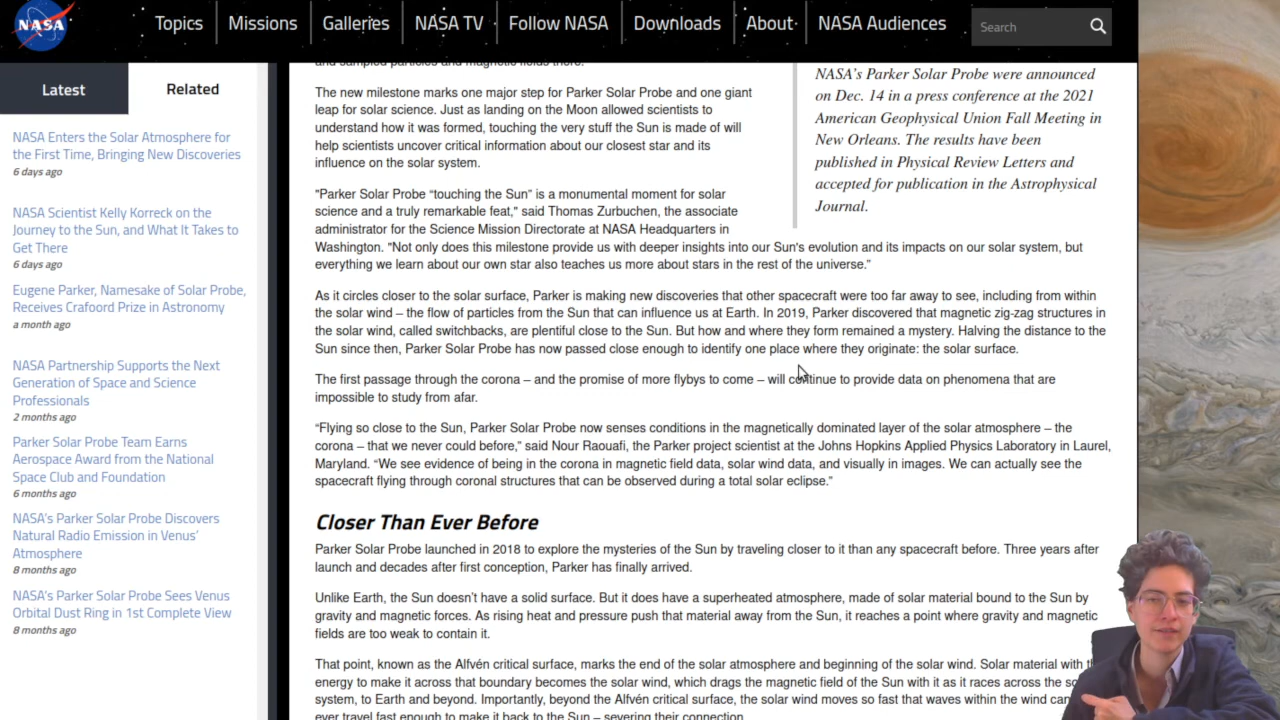 NASA
Topics
Missions
Galleries
NASA TV
Follow NASA
Downloads
About
NASA Audiences
Search
Latest
Related
NASA Enters the Solar Atmosphere for
the First Time, Bringing New Discoveries
6 days ago
NASA Scientist Kelly Korreck on the
Journey to the Sun, and What It Takes to
Get There
6 days ago
Eugene Parker, Namesake of Solar Probe,
Receives Crafoord Prize in Astronomy
a month ago
NASA Partnership Supports the Next
Generation of Space and Science
Professionals
2 months ago
Parker Solar Probe Team Earns
Aerospace Award from the National
Space Club and Foundation
6 months ago
NASA's Parker Solar Probe Discovers
Natural Radio Emission in Venus'
Atmosphere
8 months ago
NASA's Parker Solar Probe Sees Venus
Orbital Dust Ring in 1st Complete View
8 months ago
and sampled particles and magnetic fields there.
The new milestone marks one major step for Parker Solar Probe and one giant
leap for solar science. Just as landing on the Moon allowed scientists to
understand how it was formed, touching the very stuff the Sun is made of will
help scientists uncover critical information about our closest star and its
influence on the solar system.
NASA's Parker Solar Probe were announced
on Dec. 14 in a press conference at the 2021
American Geophysical Union Fall Meeting in
New Orleans. The results have been
published in Physical Review Letters and
accepted for publication in the Astrophysical
Journal.
"Parker Solar Probe “touching the Sun” is a monumental moment for solar
science and a truly remarkable feat," said Thomas Zurbuchen, the associate
administrator for the Science Mission Directorate at NASA Headquarters in
Washington. "Not only does this milestone provide us with deeper insights into our Sun's evolution and its impacts on our solar system, but
everything we learn about our own star also teaches us more about stars in the rest of the universe.”
As it circles closer to the solar surface, Parker is making new discoveries that other spacecraft were too far away to see, including from within
the solar wind – the flow of particles from the Sun that can influence us at Earth. In 2019, Parker discovered that magnetic zig-zag structures in
the solar wind, called switchbacks, are plentiful close to the Sun. But how and where they form remained a mystery. Halving the distance to the
Sun since then, Parker Solar Probe has now passed close enough to identify one place where they originate: the solar surface.
The first passage through the corona – and the promise of more flybys to come – will continue to provide data on phenomena that are
impossible to study from afar.
“Flying so close to the Sun, Parker Solar Probe now senses conditions in the magnetically dominated layer of the solar atmosphere – the
corona – that we never could before,” said Nour Raouafi, the Parker project scientist at the Johns Hopkins Applied Physics Laboratory in Laurel,
Maryland. “We see evidence of being in the corona in magnetic field data, solar wind data, and visually in images. We can actually see the
spacecraft flying through coronal structures that can be observed during a total solar eclipse.”
Closer Than Ever Before
Parker Solar Probe launched in 2018 to explore the mysteries of the Sun by traveling closer to it than any spacecraft before. Three years after
launch and decades after first conception, Parker has finally arrived.
Unlike Earth, the Sun doesn't have a solid surface. But it does have a superheated atmosphere, made of solar material bound to the Sun by
gravity and magnetic forces. As rising heat and pressure push that material away from the Sun, it reaches a point where gravity and magnetic
fields are too weak to contain it.
That point, known as the Alfvén critical surface, marks the end of the solar atmosphere and beginning of the solar wind. Solar material with
energy to make it across that boundary becomes the solar wind, which drags the magnetic field of the Sun with it as it races across the
system, to Earth and beyond. Importantly, beyond the Alfvén critical surface, the solar wind moves so fast that waves within the wind
ever travel fast enough to make it back to the Sun – severing their connection.